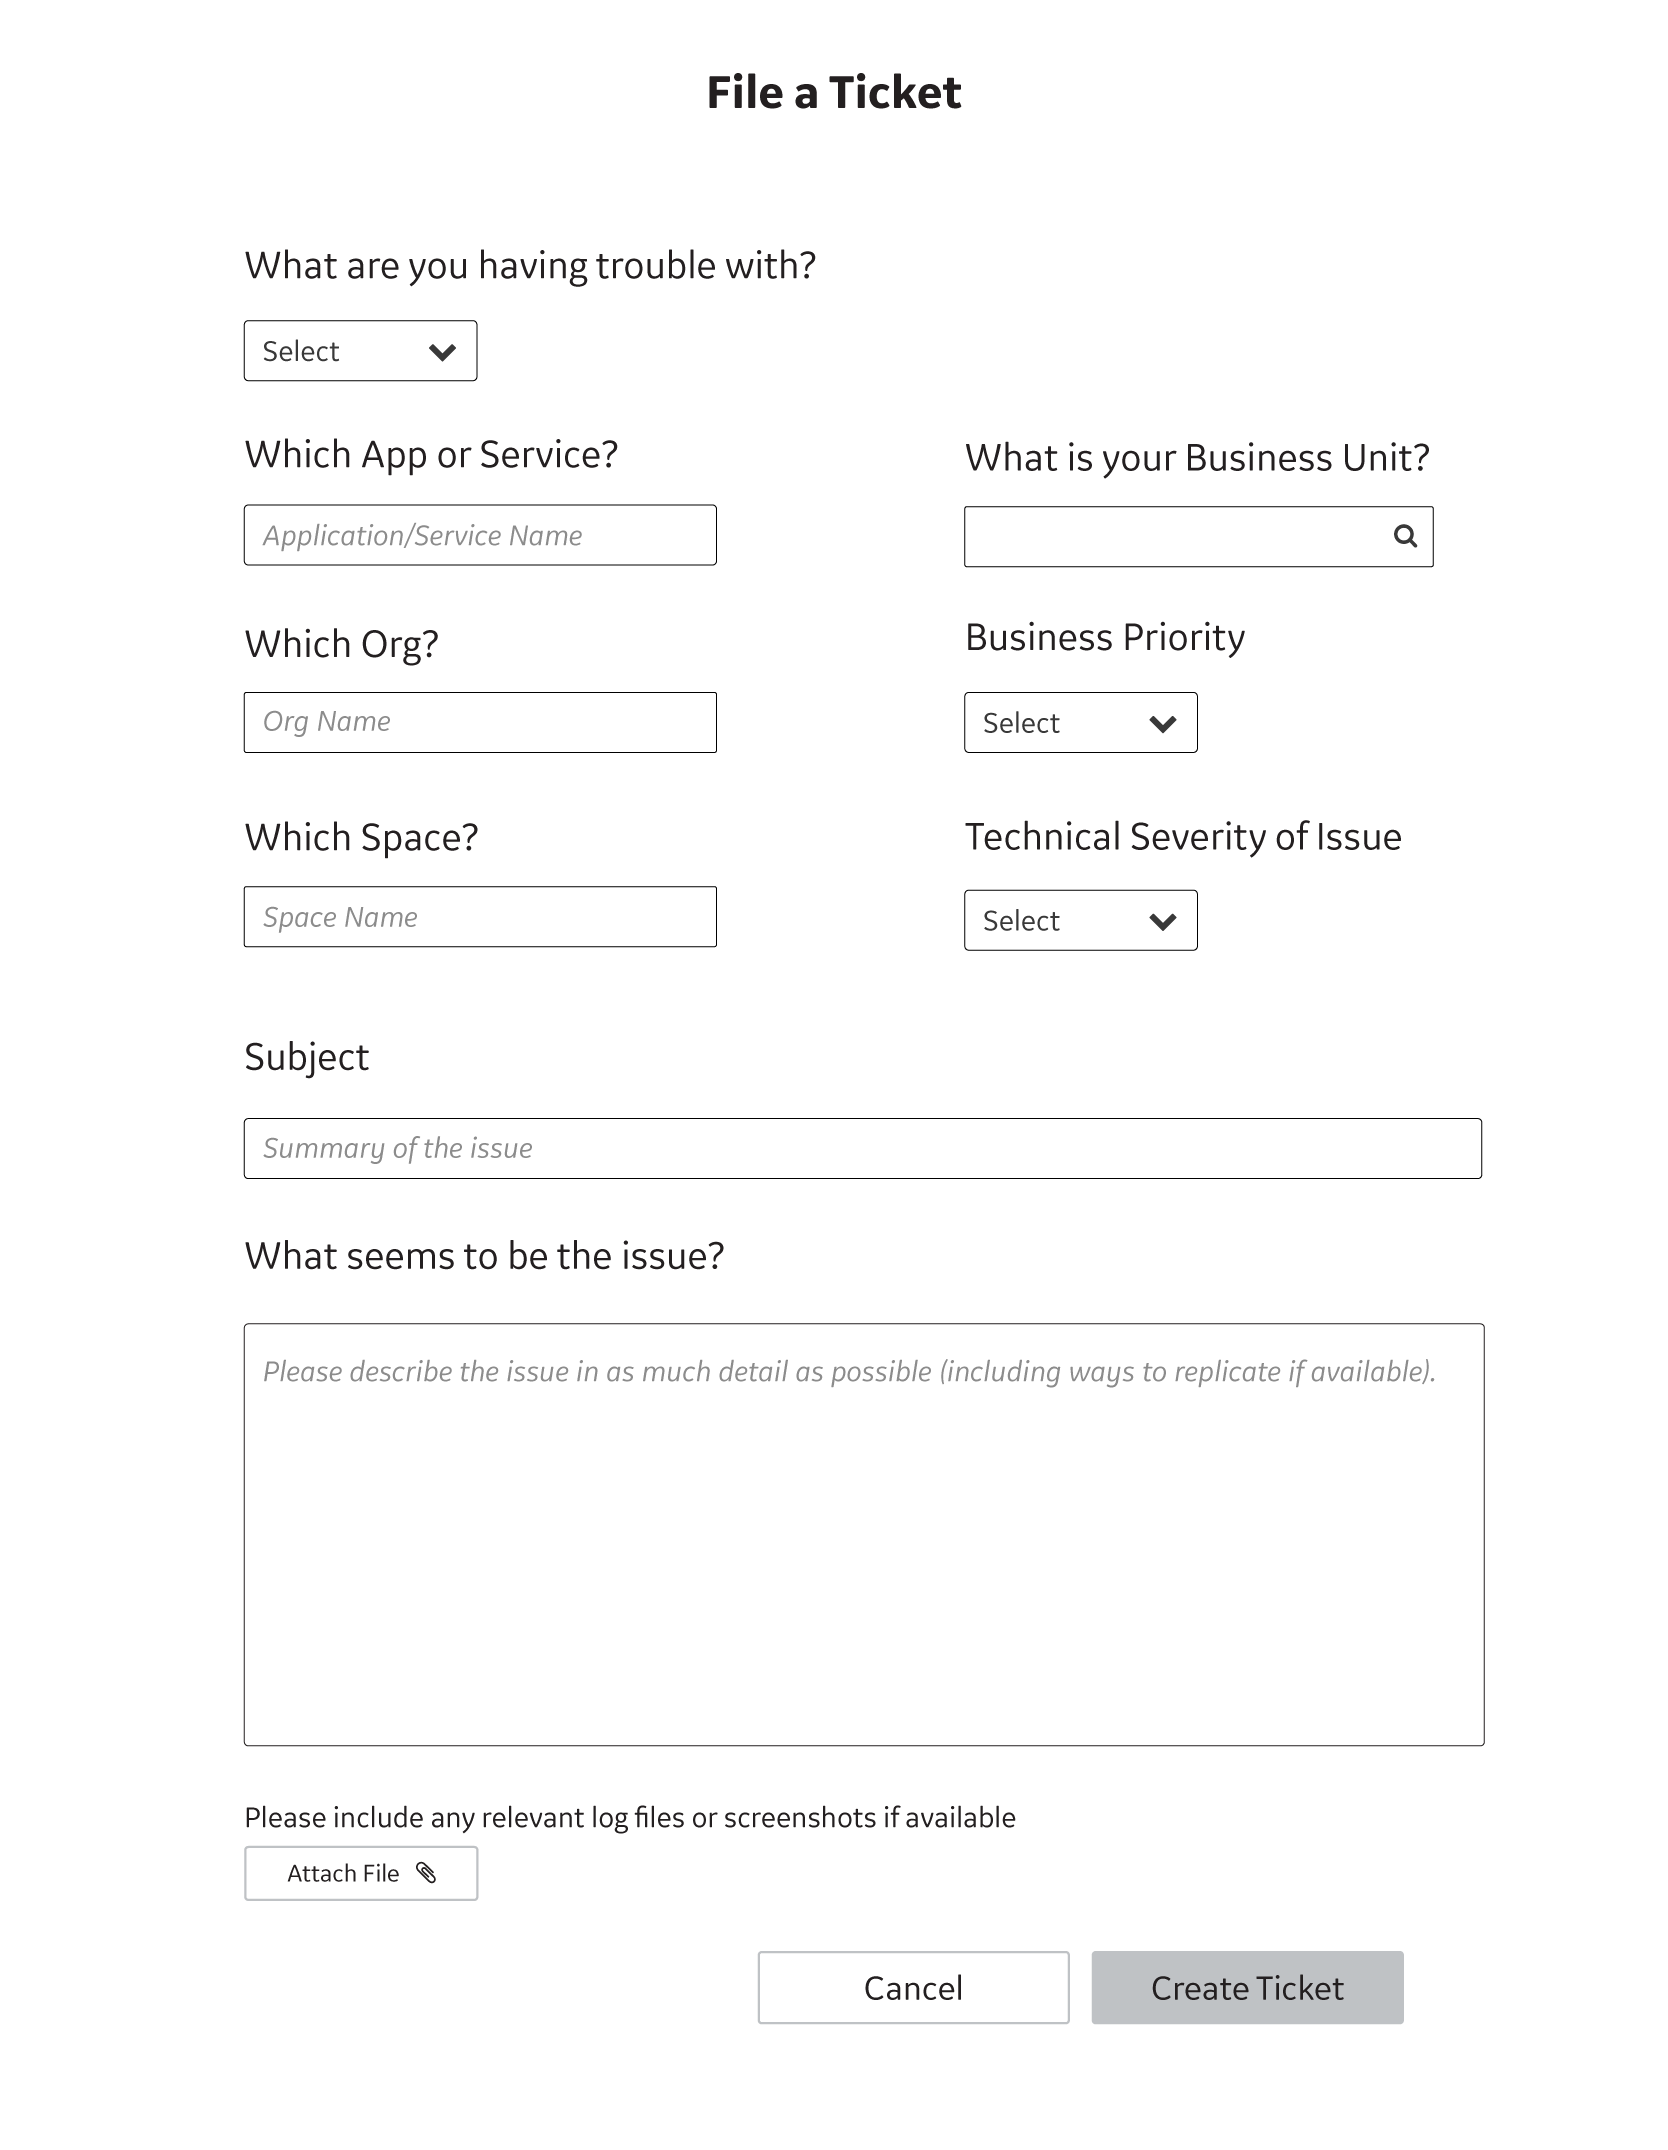 File a Ticket
What are you having trouble with?
Select
Which App or Service?
Application/Service Name
What is your Business Unit?
Which Org?
Org Name
Business Priority
Select
Which Space?
Space Name
Technical Severity of Issue
Select
Subject
Summary of the issue
What seems to be the issue?
Please describe the issue in as much detail as possible (including ways to replicate if available).
Please include any relevant log files or screenshots if available
Attach File
Cancel
Create Ticket